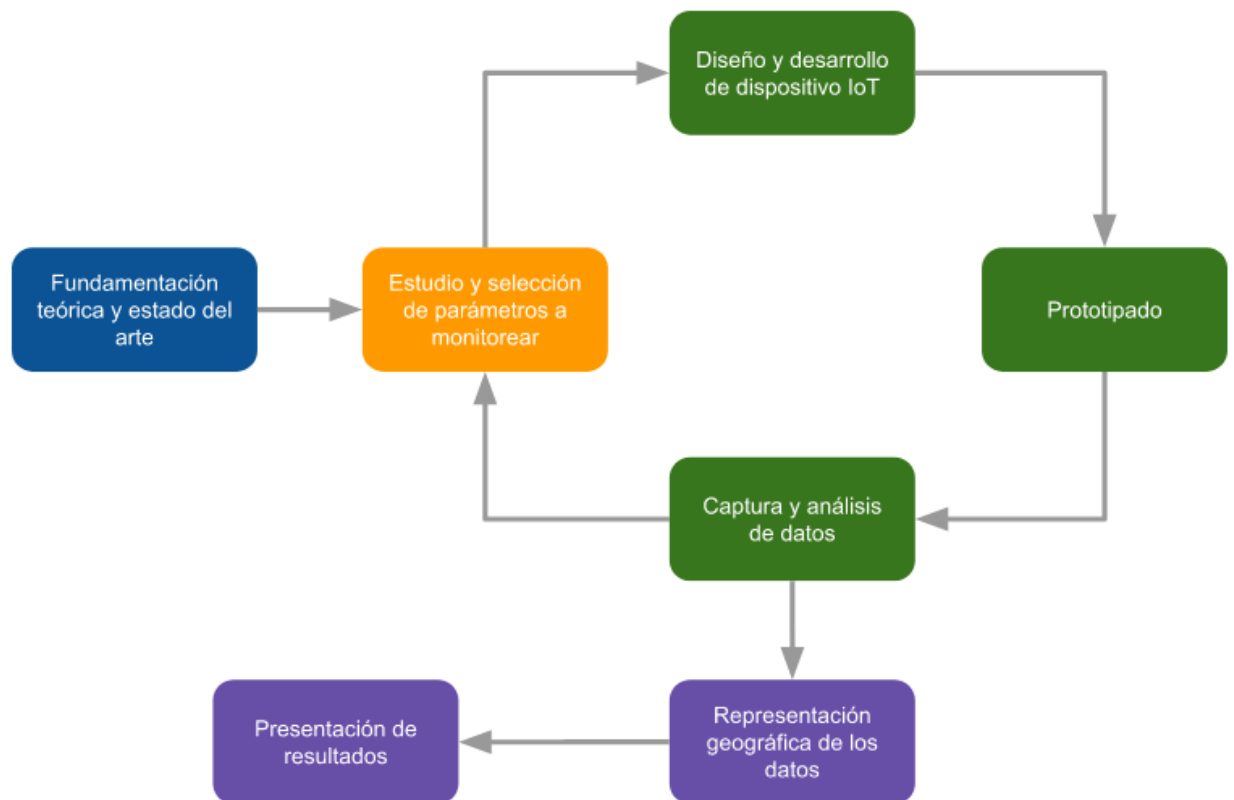 Diseño y desarrollo
de dispositivo IoT
Fundamentación
teórica y estado del
arte
Estudio y selección
de parámetros a
monitorear
Prototipado
Captura y análisis
de datos
Presentación de
resultados
Representación
geográfica de los
datos